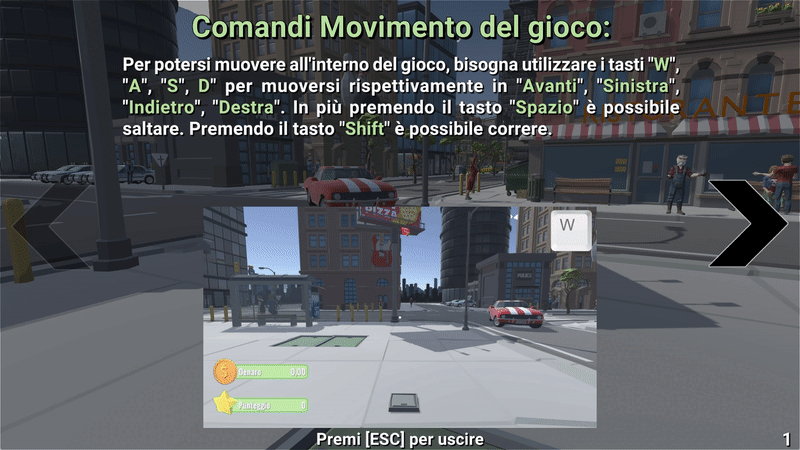 Comandi Movimento del gioco:
Per potersi muovere all'interno del gioco, bisogna utilizzare i tasti "W",
"A", "S", D" per muoversi rispettivamente in "Avanti", "Sinistra",
"Indietro", "Destra". In più premendo il tasto "Spazio" è possibile
saltare. Premendo il tasto "Shift" è possibile correre.
PIZZA
W
POLICE
Denaro 0.00
Punteggio 0
Premi [ESC] per uscire
1